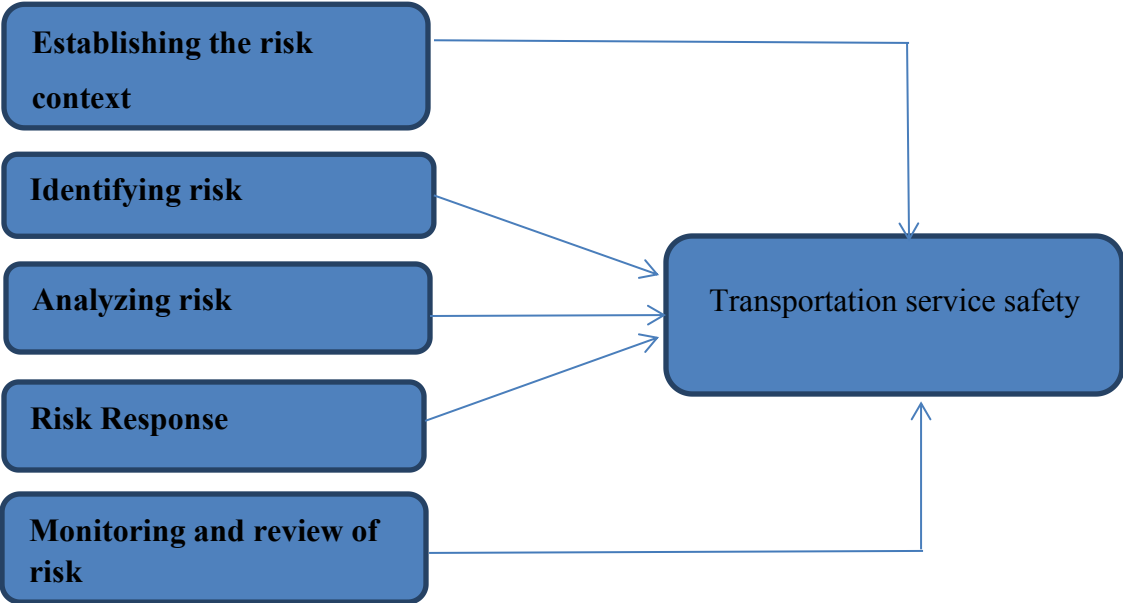 Establishing the risk
context
Identifying risk
Analyzing risk
Transportation service safety
Risk Response
Monitoring and review of
risk